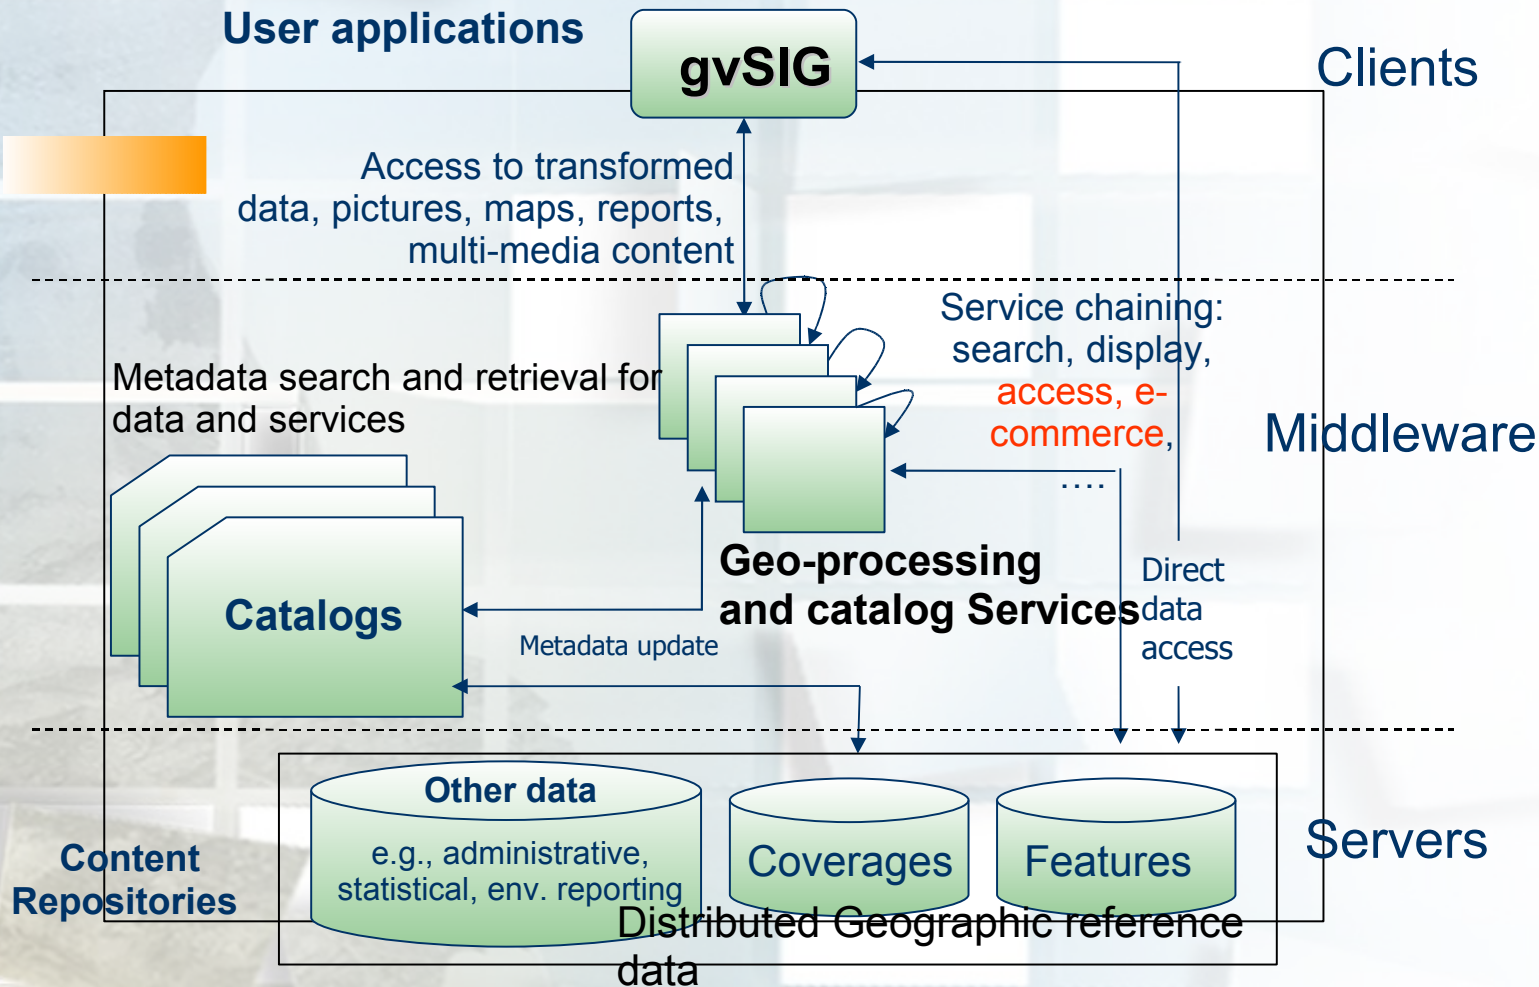 User applications
gvSIG
Clients
Access to transformed
data, pictures, maps, reports,
multi-media content
Service chaining:
search, display,
access, e-
commerce,
....
Metadata search and retrieval for
data and services
Middleware
Catalogs
Geo-processing
and catalog Services
Metadata update
Direct
data
access
Other data
e.g., administrative,
statistical, env. reporting
Coverages
Features
Servers
Content
Repositories
Distributed Geographic reference
data